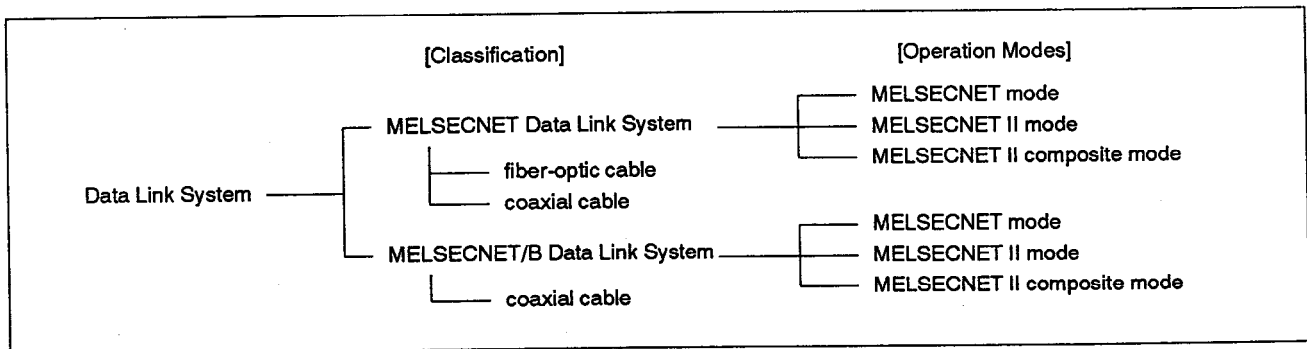 [Classification]
[Operation Modes]
MELSECNET mode
MELSECNET Data Link System
MELSECNET II mode
MELSECNET II composite mode
fiber-optic cable
Data Link System
coaxial cable
MELSECNET mode
MELSECNET/B Data Link System
MELSECNET II mode
MELSECNET II composite mode
coaxial cable